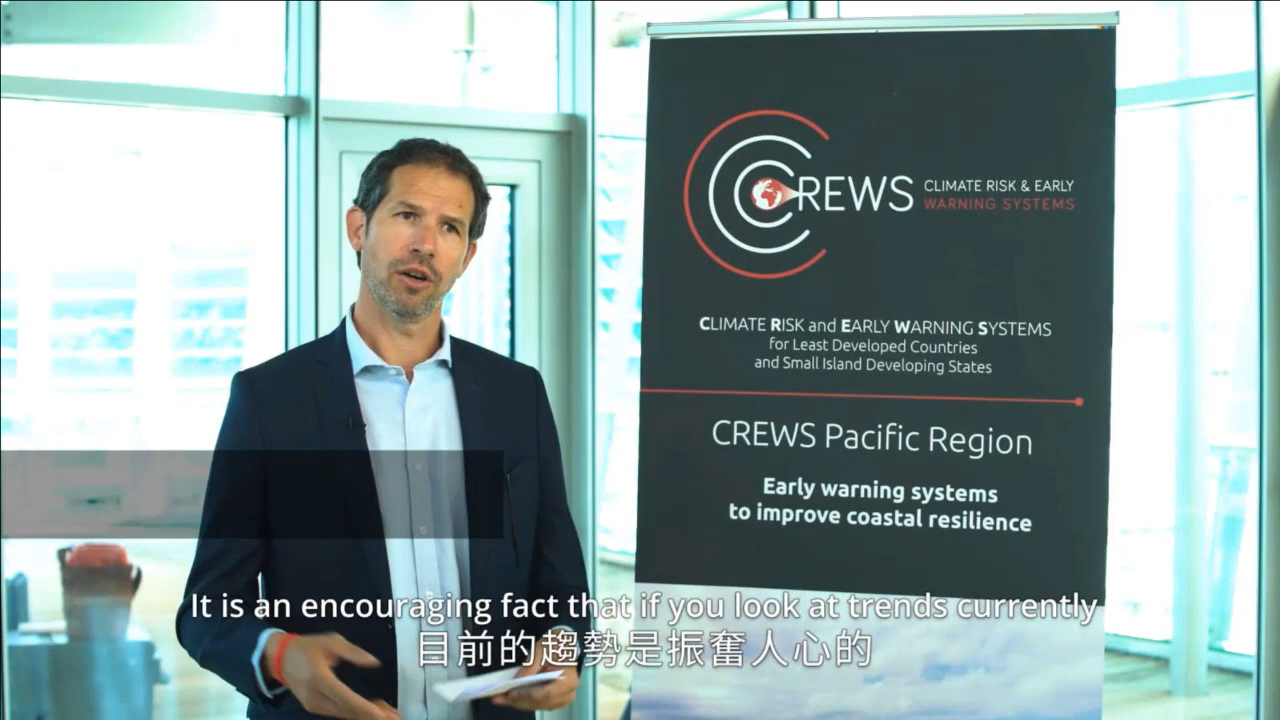 CREWS CLIMATE RISK & EARLY
WARNING SYSTEMS
CLIMATE RISK and EARLY WARNING SYSTEMS
for Least Developed Countries
and Small Island Developing States
CREWS Pacific Region
Early warning systems
to improve coastal resilience
It is an encouraging fact that if you look at trends currently
目前的趨勢是振奮人心的